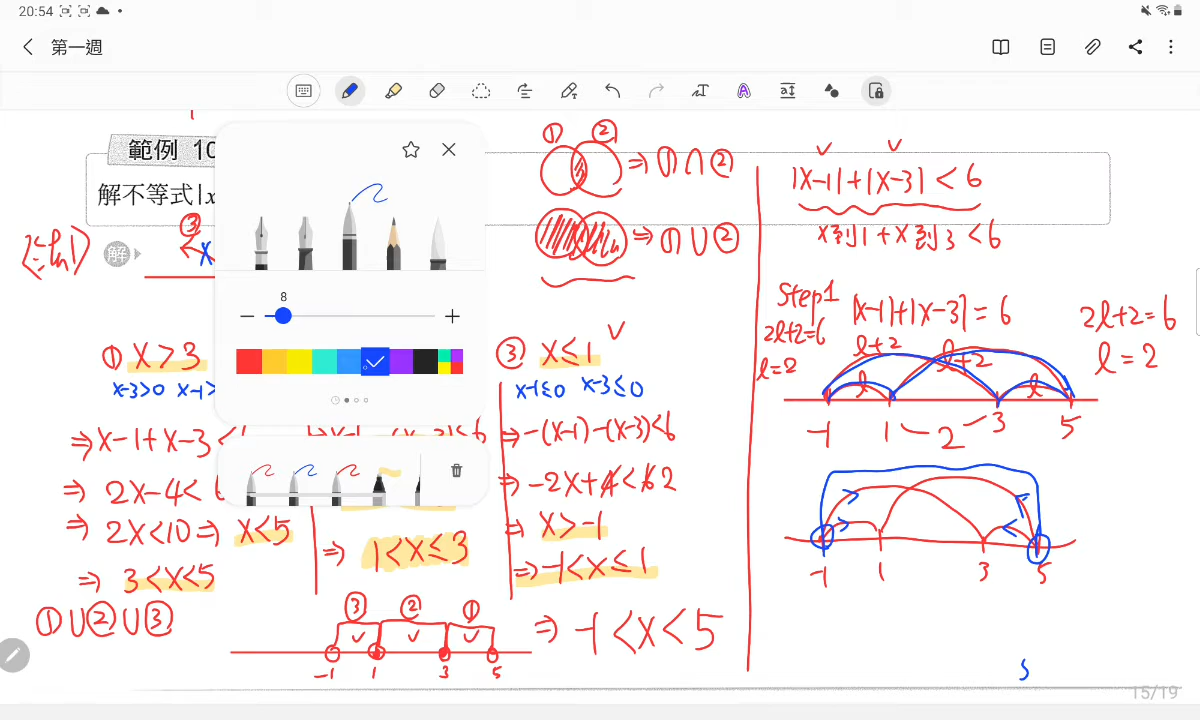 20:54
第一週
範例 10
解不等式|x
解
① ②
⇒ ① ∩ ②
⇒ ① ∪ ②
|x-1|+|x-3| < 6
x到1 + x到3 < 6
③
x
8
① x > 3
x-3>0 x-1>
⇒ x-1+x-3 <
⇒ 2x-4 < 6
⇒ 2x<10 ⇒ x<5
⇒ 3<x<5
①∪②∪③
⇒ 1<x≤3
③ x≤1
x-1≤0 x-3≤0
⇒ -(x-1)-(x-3)<6
⇒ -2x+4<6 2
⇒ x>-1
⇒ -1<x≤1
③ ② ①
-1 1 3 5
⇒ -1<x<5
Step1 |x-1|+|x-3| = 6
2l+2=6
l=2
2l+2=6
l=2
l+2 l+2
l l
-1 1 2 3 5
-1 1 3 5
15/19